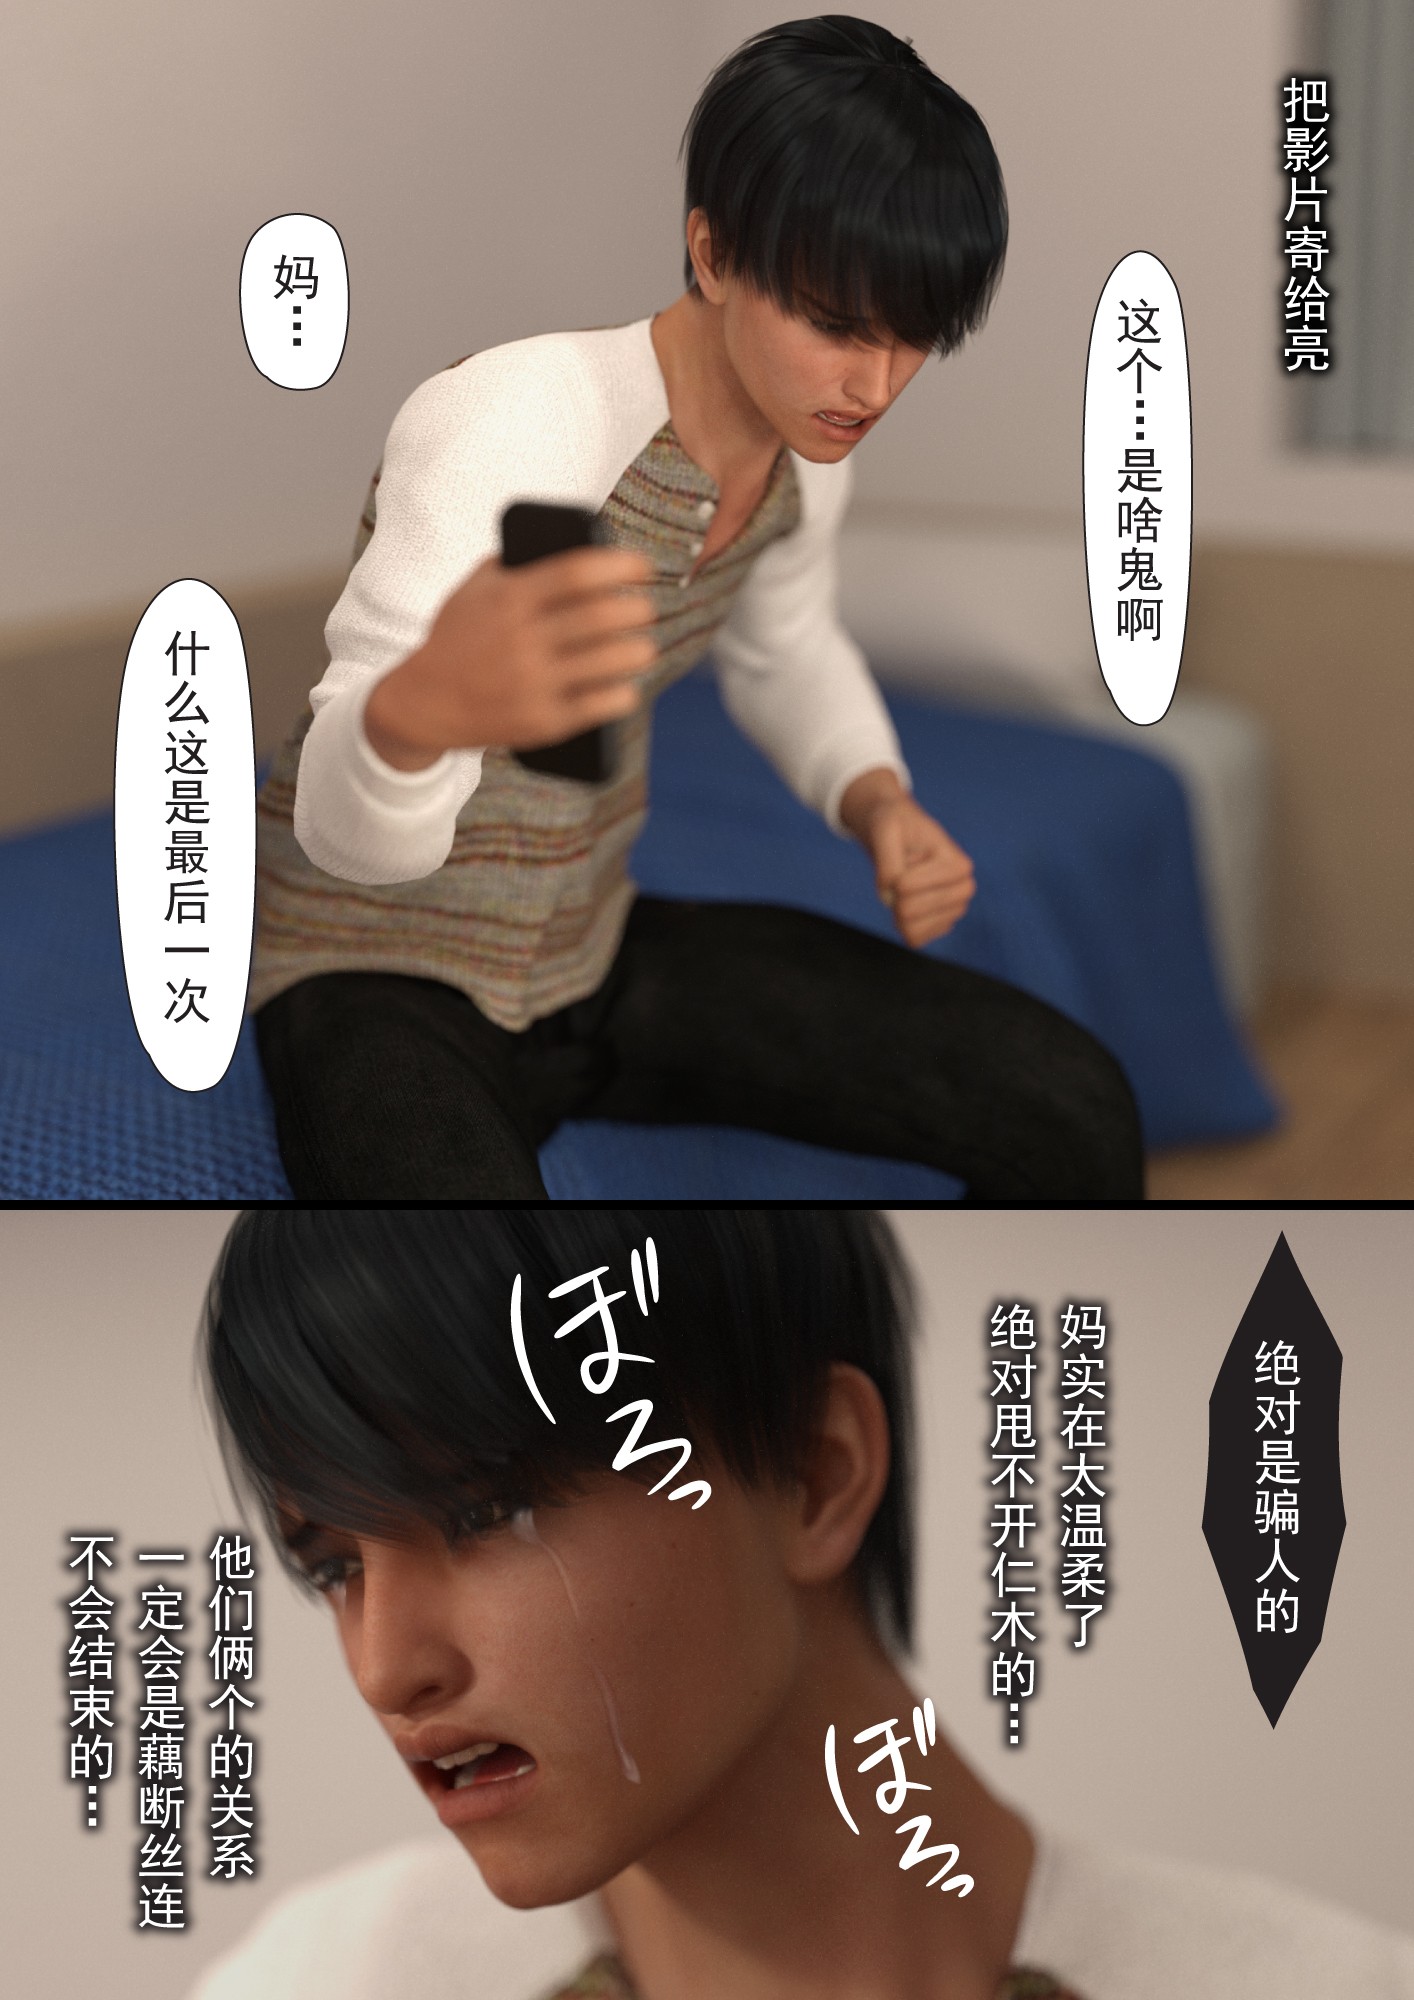 把影片寄给亮
这个…是啥鬼啊
妈…
什么这是最后一次
绝对是骗人的
妈实在太温柔了
绝对甩不开仁木的…
ぼろっ
ぼろっ
他们俩个的关系
一定会是藕断丝连
不会结束的…